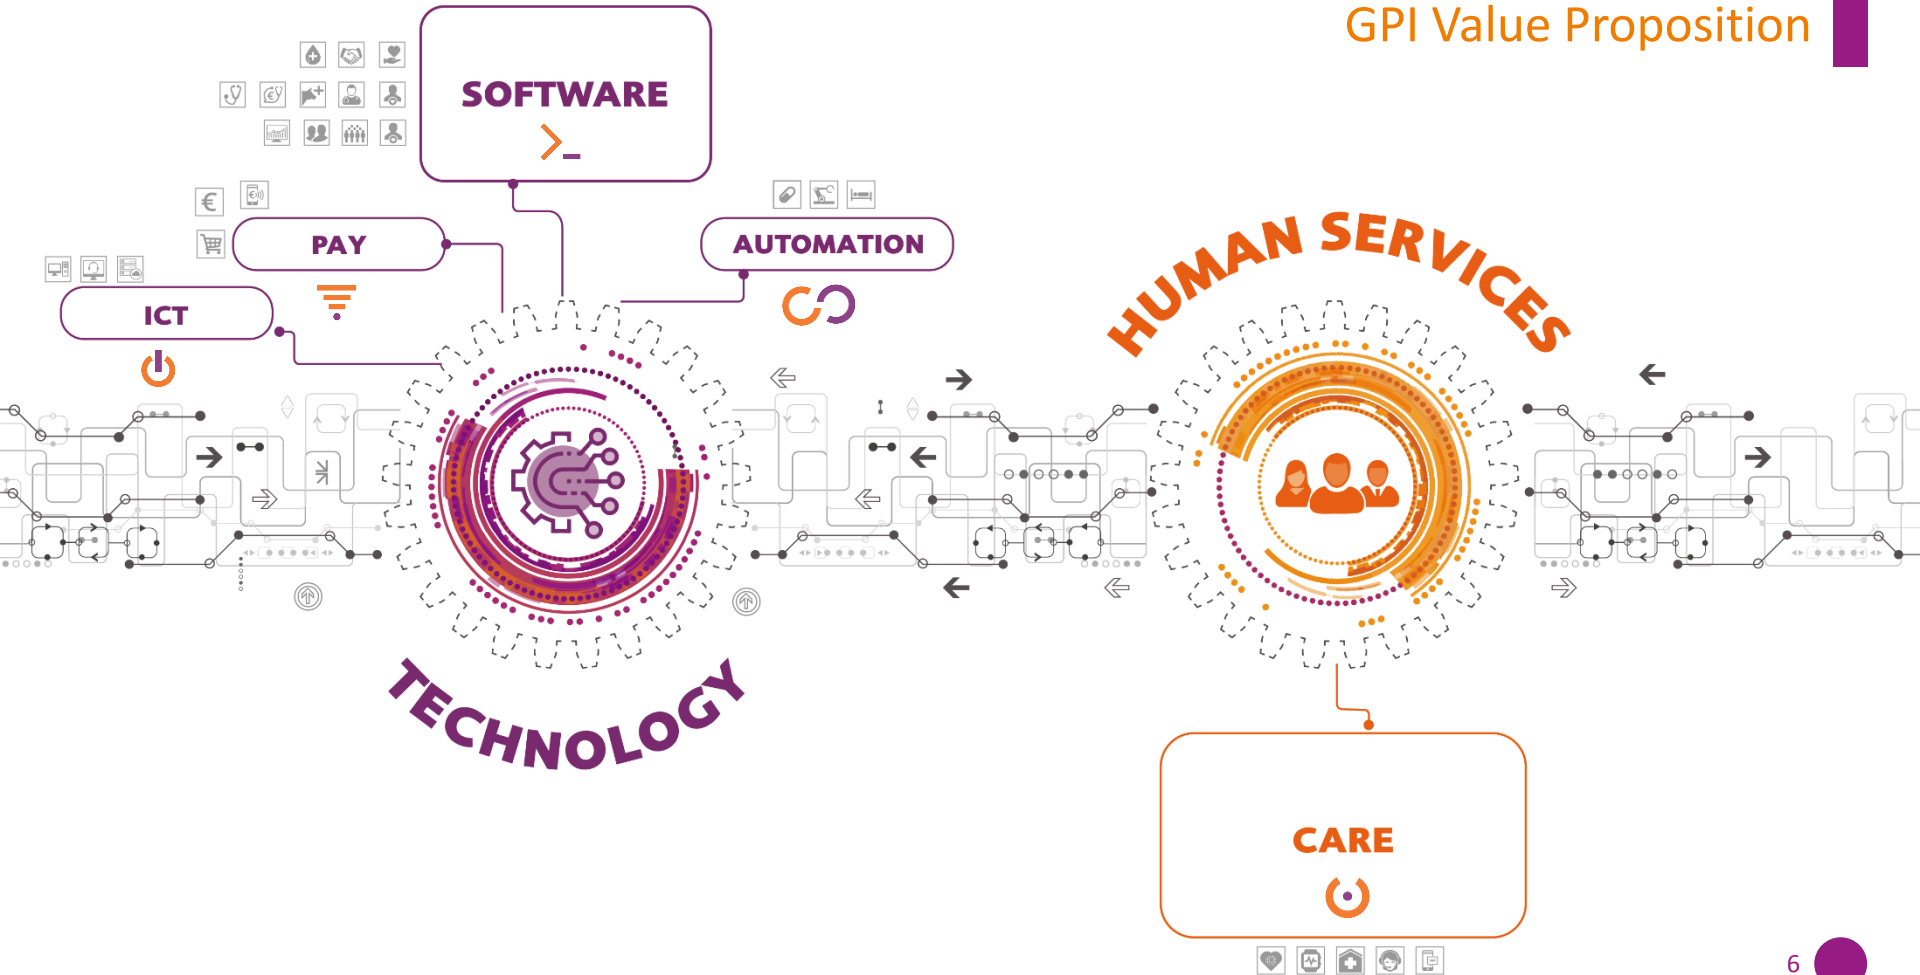 GPI Value Proposition
SOFTWARE
PAY
AUTOMATION
ICT
HUMAN SERVICES
TECHNOLOGY
CARE
6